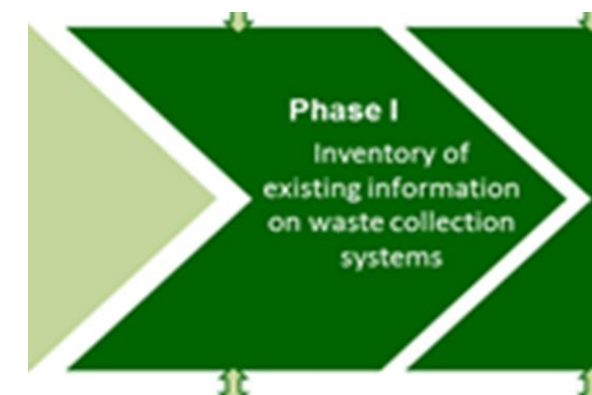 Phase I
Inventory of
existing information
on waste collection
systems